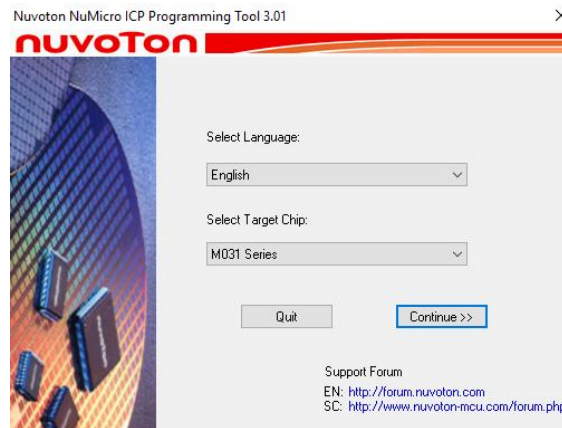 Nuvoton NuMicro ICP Programming Tool 3.01
nuvoTon
Select Language:
English
Select Target Chip:
M031 Series
Quit
Continue >>
Support Forum
EN: http://forum.nuvoton.com
SC: http://www.nuvoton-mcu.com/forum.php